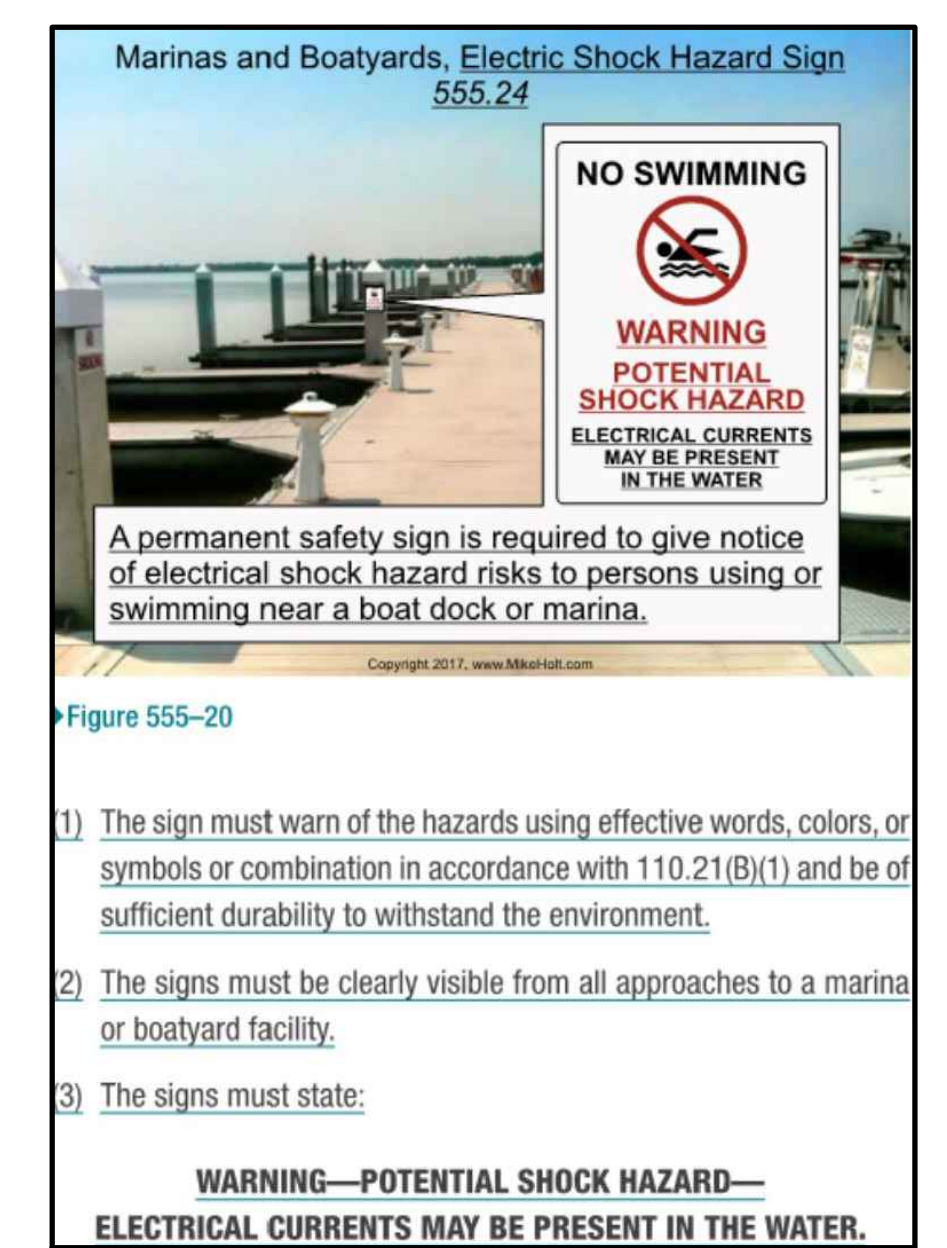 Marinas and Boatyards, Electric Shock Hazard Sign
555.24
NO SWIMMING
WARNING
POTENTIAL
SHOCK HAZARD
ELECTRICAL CURRENTS
MAY BE PRESENT
IN THE WATER
A permanent safety sign is required to give notice
of electrical shock hazard risks to persons using or
swimming near a boat dock or marina.
Copyright 2017, www.MikeHolt.com
Figure 555–20
(1) The sign must warn of the hazards using effective words, colors, or
symbols or combination in accordance with 110.21(B)(1) and be of
sufficient durability to withstand the environment.
(2) The signs must be clearly visible from all approaches to a marina
or boatyard facility.
(3) The signs must state:
WARNING—POTENTIAL SHOCK HAZARD—
ELECTRICAL CURRENTS MAY BE PRESENT IN THE WATER.